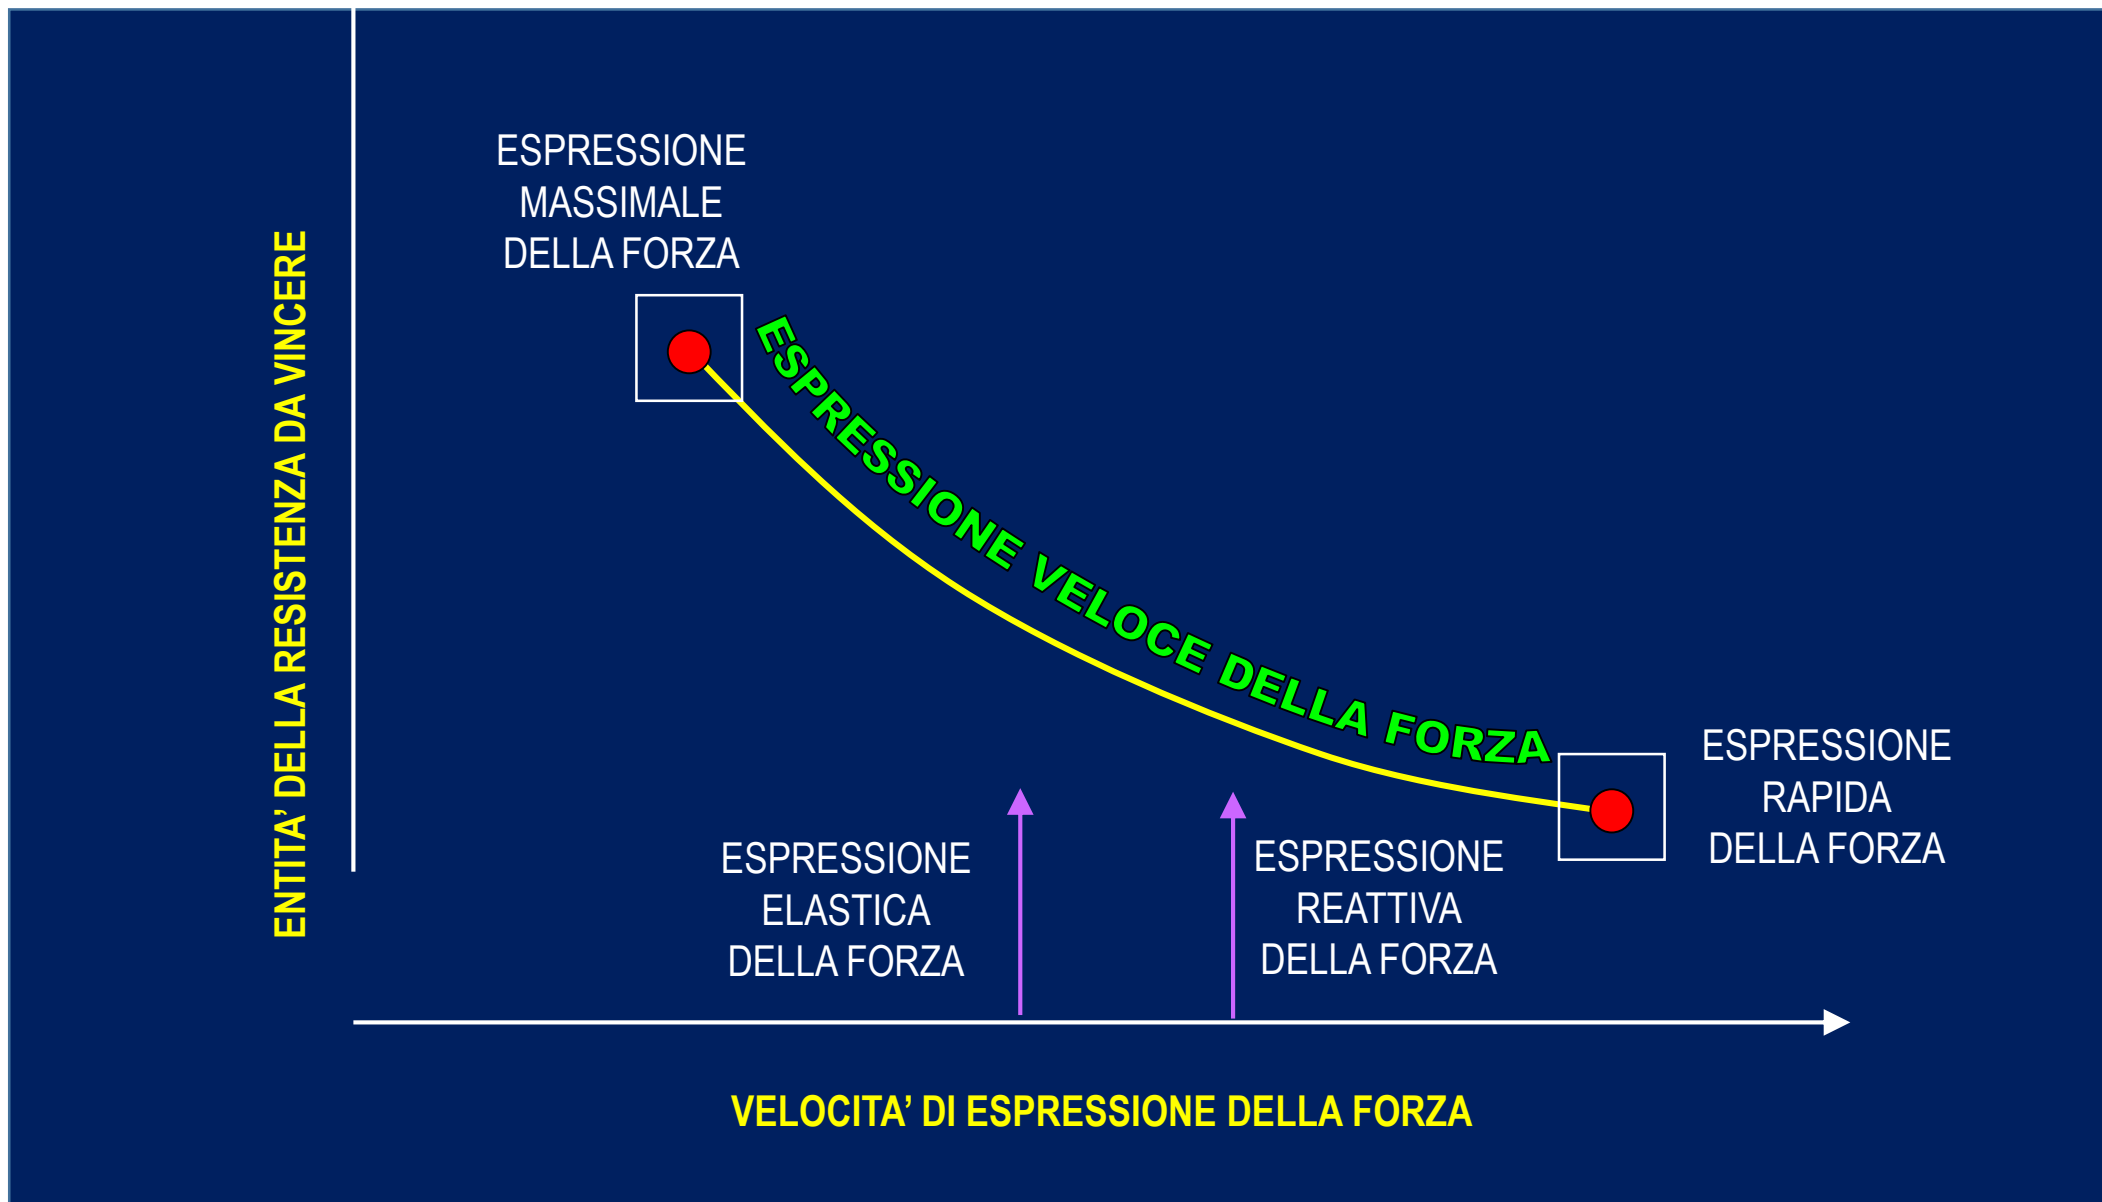 ESPRESSIONE
MASSIMALE
DELLA FORZA
ENTITA’ DELLA RESISTENZA DA VINCERE
ESPRESSIONE VELOCE DELLA FORZA
ESPRESSIONE
RAPIDA
DELLA FORZA
ESPRESSIONE
ELASTICA
DELLA FORZA
ESPRESSIONE
REATTIVA
DELLA FORZA
VELOCITA’ DI ESPRESSIONE DELLA FORZA